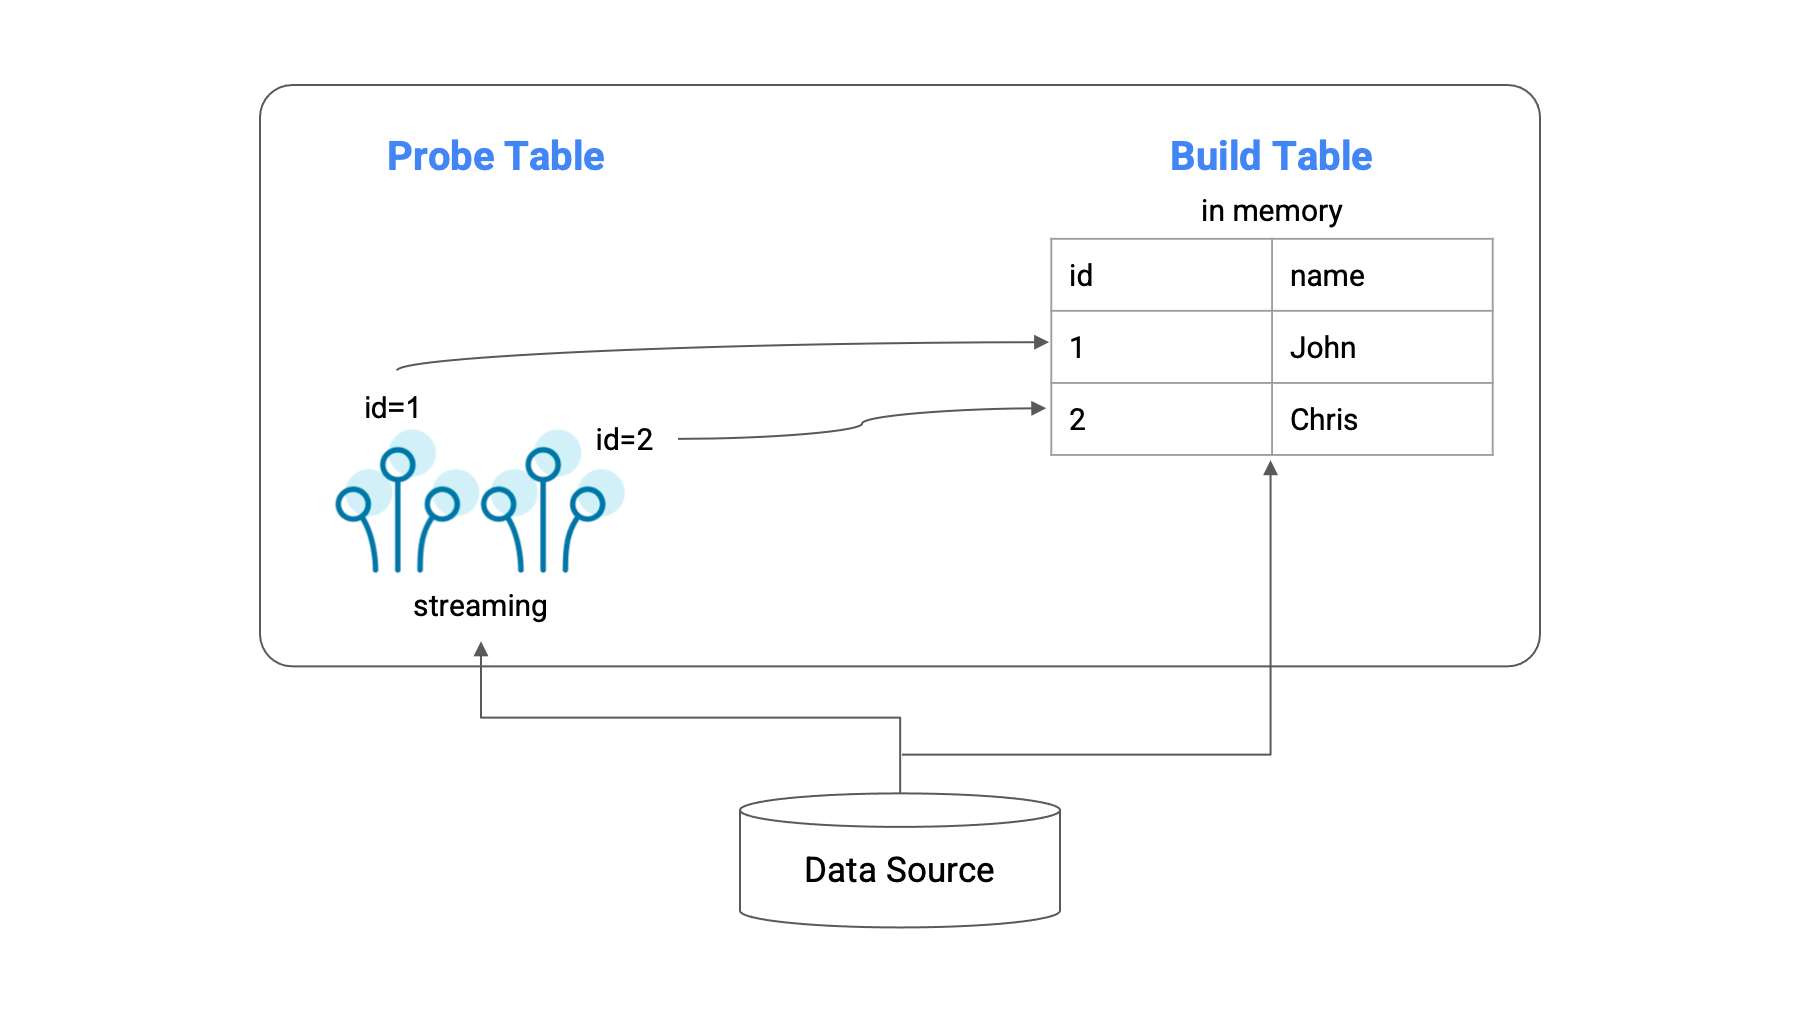 Probe Table
Build Table
in memory
id name
1 John
2 Chris
id=1
id=2
streaming
Data Source